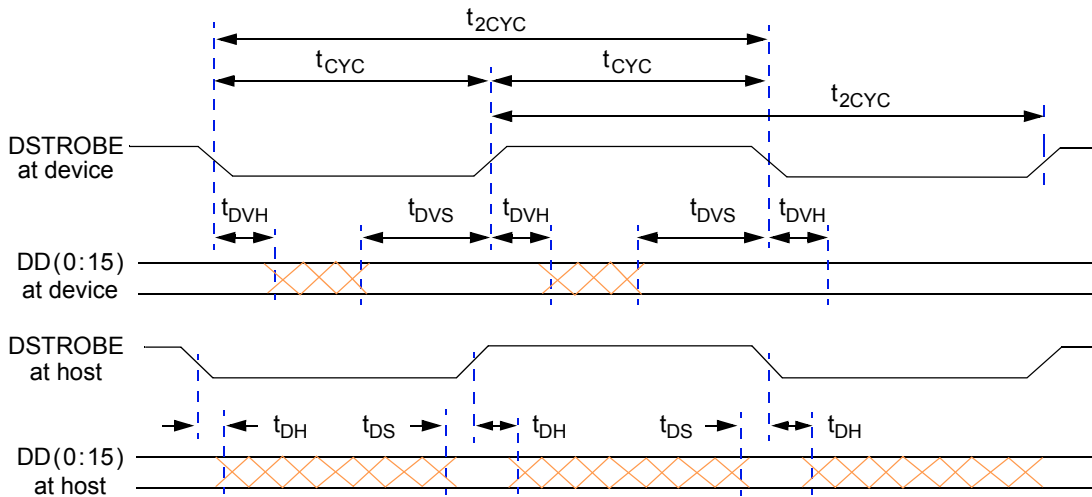 t2CYC
tCYC tCYC
t2CYC
DSTROBE
at device
tDVH tDVS tDVH tDVS tDVH
DD(0:15)
at device
DSTROBE
at host
tDH tDS tDH tDS tDH
DD(0:15)
at host